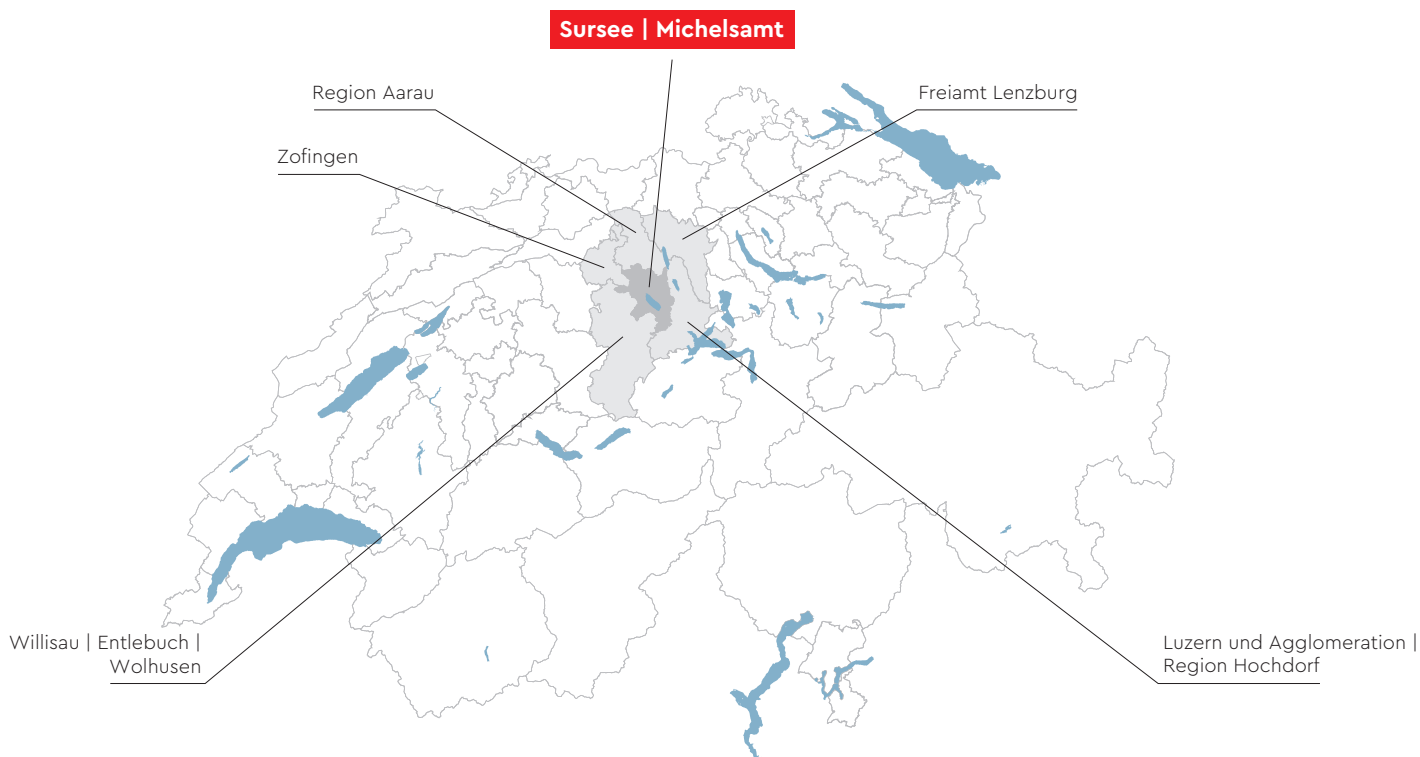 Sursee | Michelsamt
Region Aarau
Freiamt Lenzburg
Zofingen
Willisau | Entlebuch |
Wolhusen
Luzern und Agglomeration |
Region Hochdorf